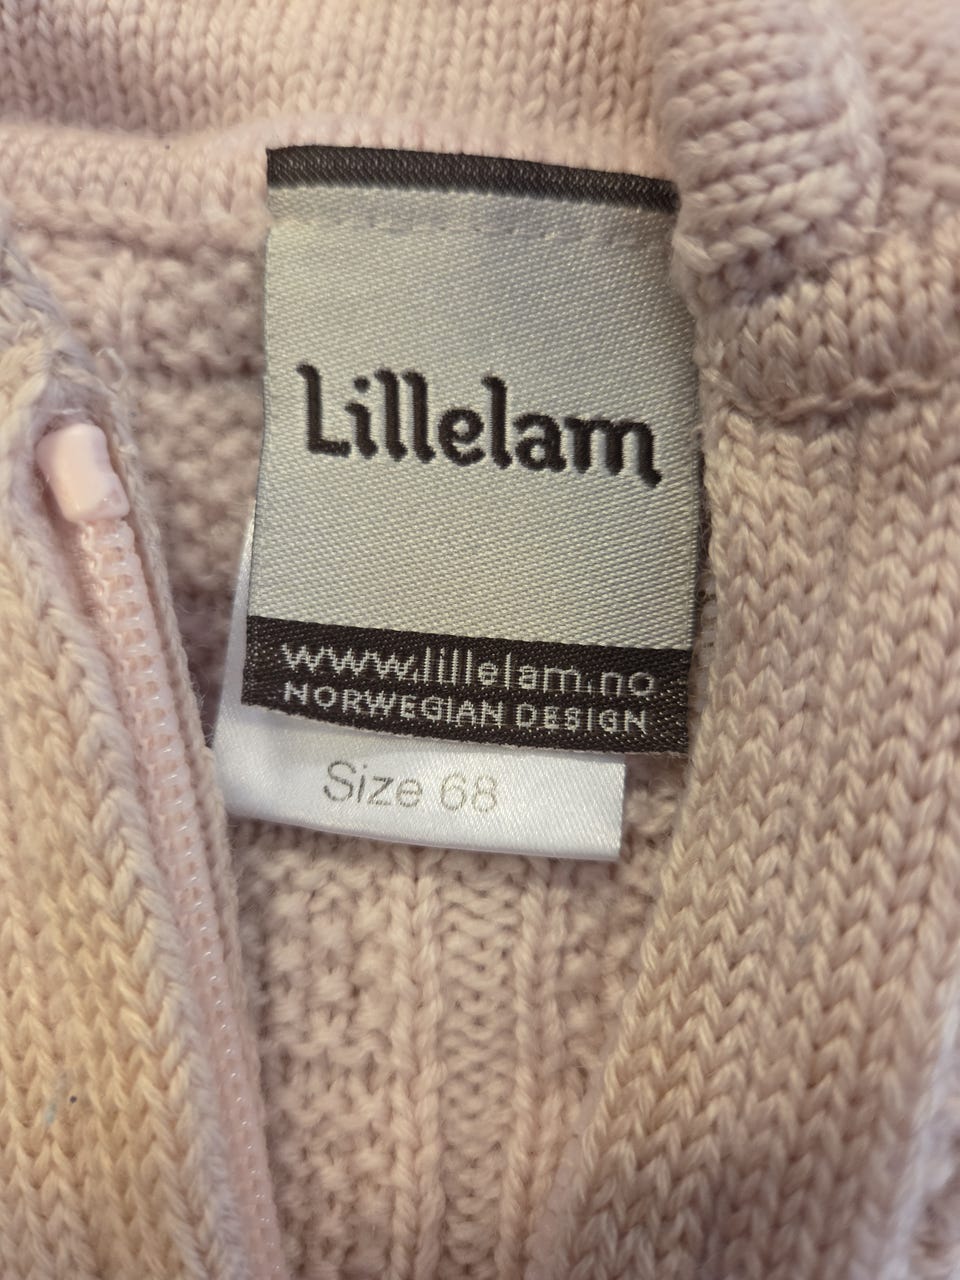 Lillelam
www.lillelam.no
NORWEGIAN DESIGN
Size 68